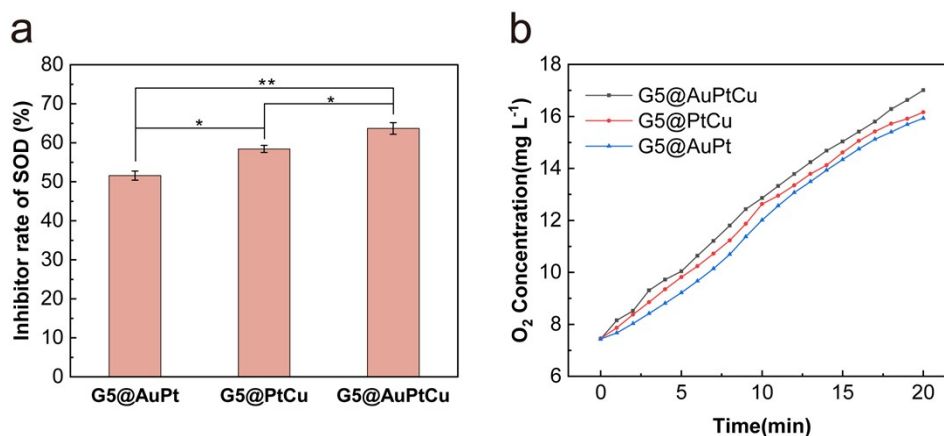 a
Inhibitor rate of SOD (%)
80
70
60
50
40
30
20
10
0
**
*
*
G5@AuPt
G5@PtCu
G5@AuPtCu
b
O₂ Concentration(mg L⁻¹)
18
16
14
12
10
8
6
G5@AuPtCu
G5@PtCu
G5@AuPt
0 5 10 15 20
Time(min)